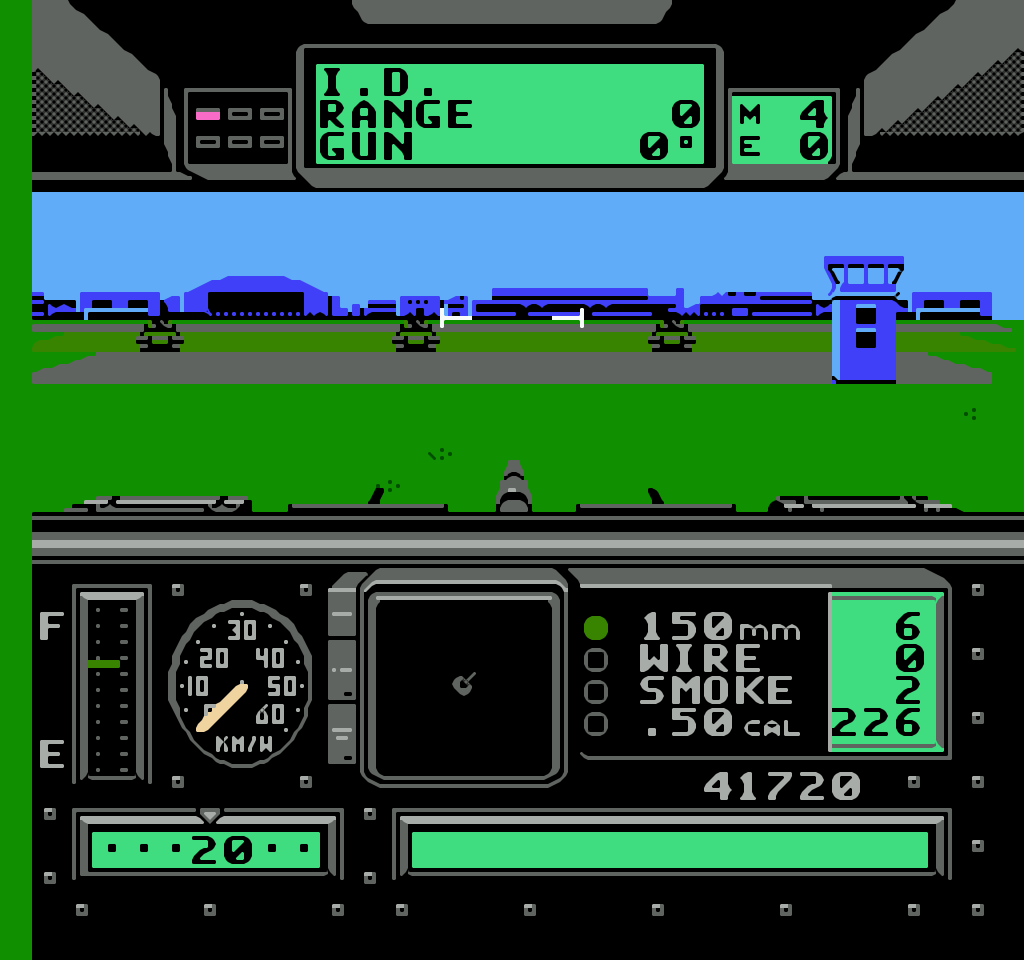 I.D.
RANGE 0
GUN 0°
M 4
E 0
F
E
30
20 40
10 50
60
KM/W
150mm 6
WIRE 0
SMOKE 2
.50 CAL 226
41720
···20··